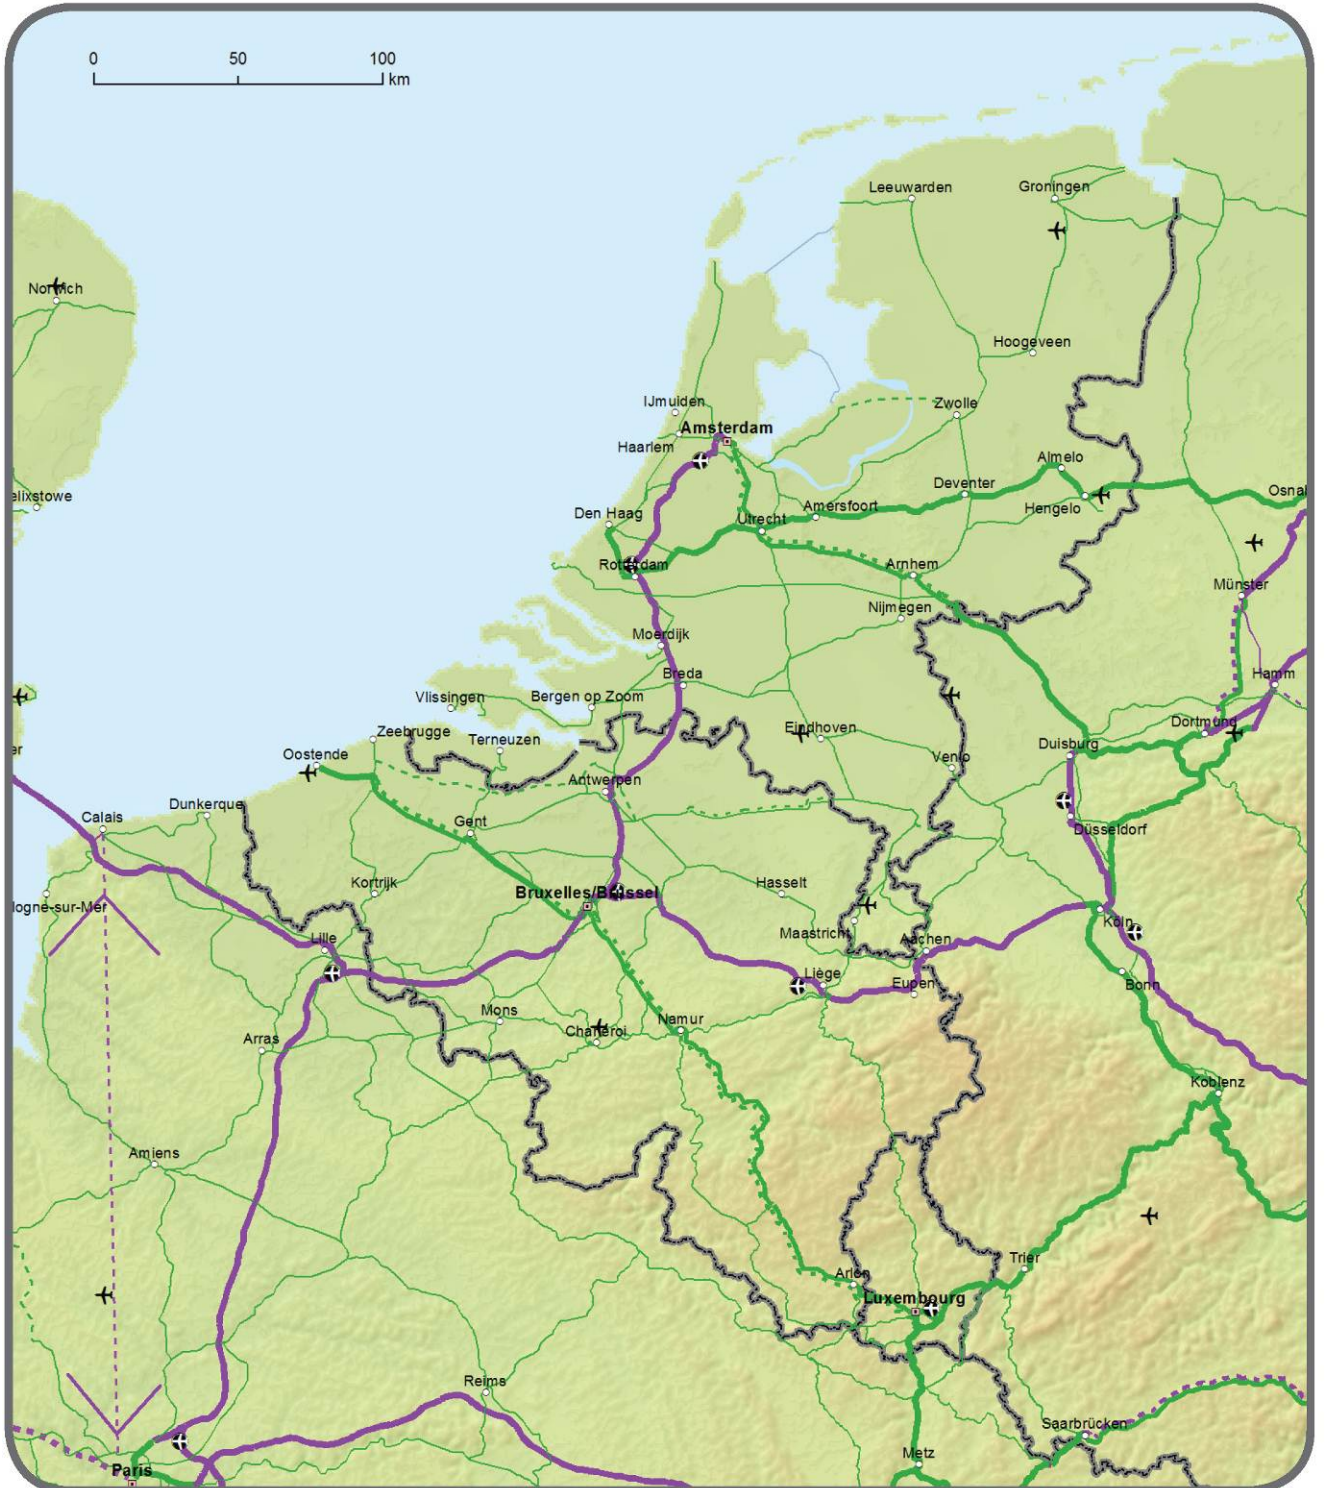 0 50 100
km
Leeuwarden
Groningen
Norwich
Hoogeveen
IJmuiden
Zwolle
Amsterdam
Haarlem
Almelo
elixstowe
Deventer
Osna
Den Haag
Utrecht
Amersfoort
Hengelo
Rotterdam
Arnhem
Münster
Nijmegen
Moerdijk
Breda
Hamm
Vlissingen
Bergen op Zoom
Zeebrugge
Terneuzen
Eindhoven
Dortmund
er
Oostende
Venlo
Duisburg
Antwerpen
Calais
Dunkerque
Gent
Düsseldorf
Kortrijk
Bruxelles/Brussel
Hasselt
logne-sur-Mer
Maastricht
Köln
Lille
Aachen
Liège
Eupen
Bonn
Mons
Namur
Arras
Charleroi
Koblenz
Amiens
Trier
Arlon
Luxembourg
Reims
Saarbrücken
Metz
Paris